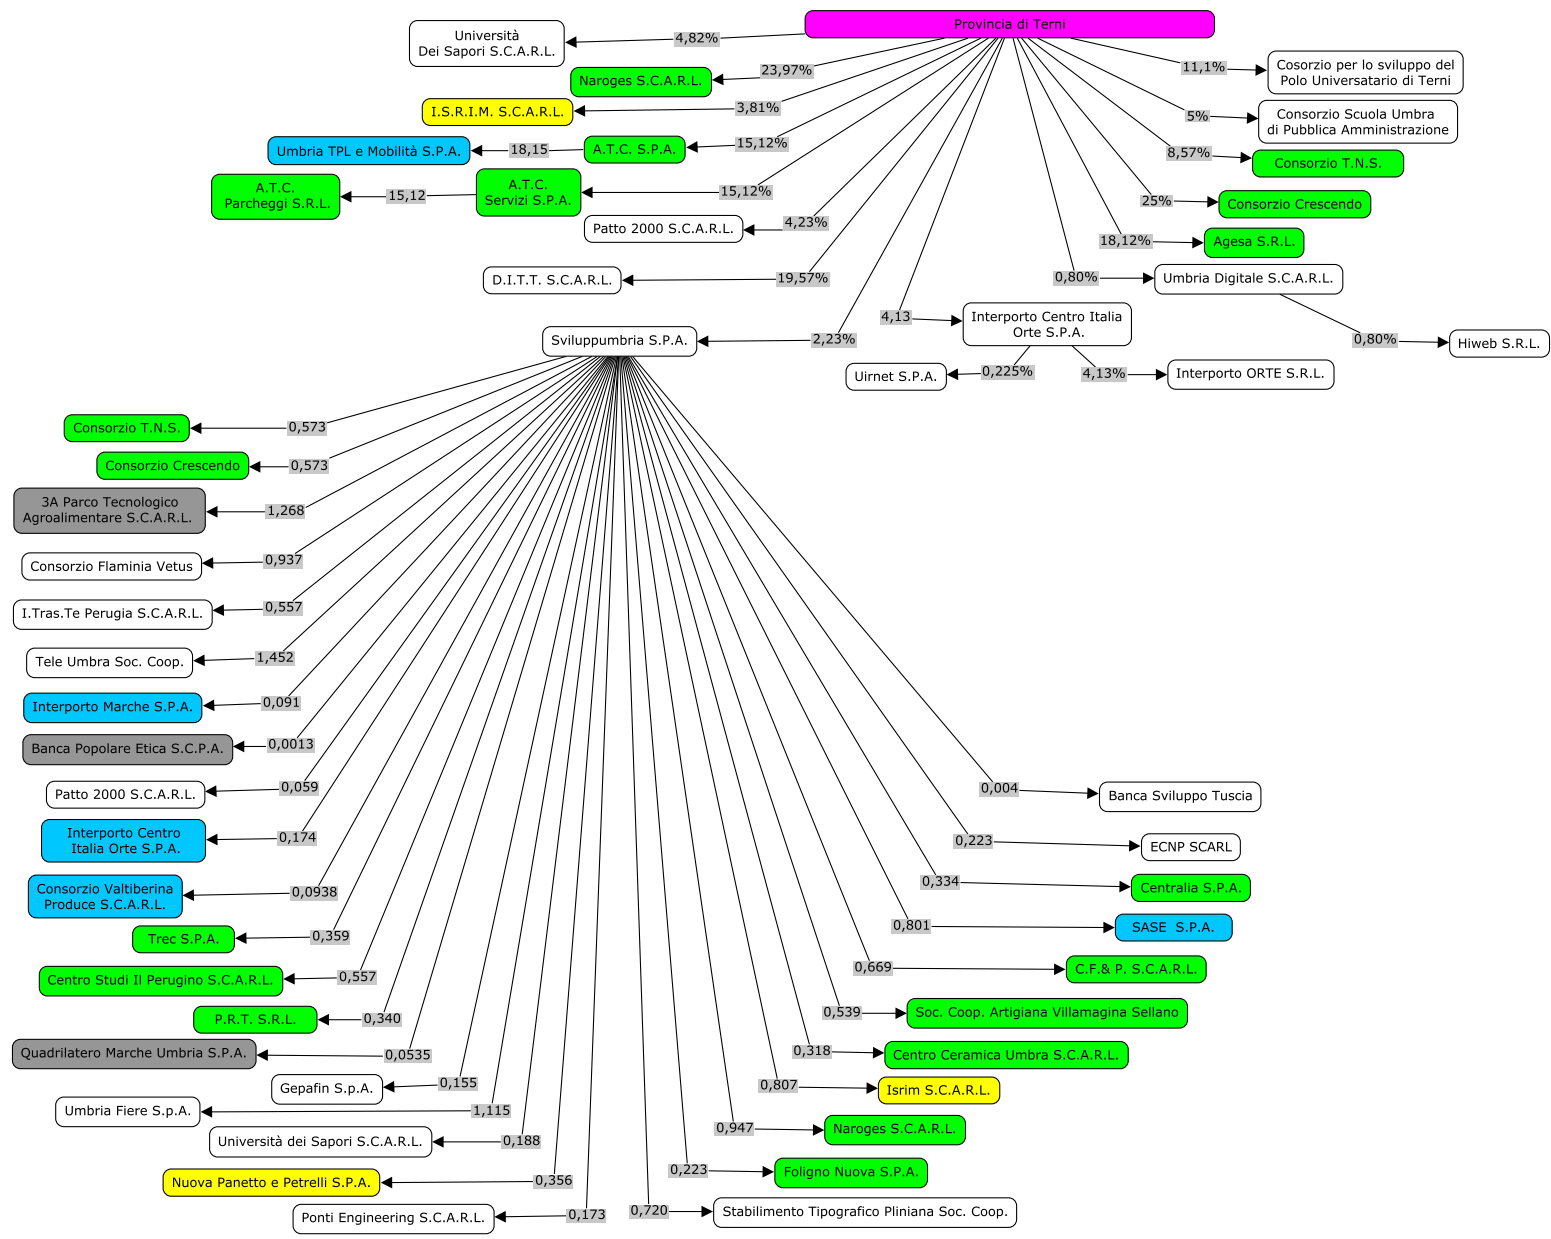 Provincia di Terni
Università
Dei Sapori S.C.A.R.L.
4,82%
Naroges S.C.A.R.L.
23,97%
I.S.R.I.M. S.C.A.R.L.
3,81%
Umbria TPL e Mobilità S.P.A.
18,15
A.T.C. S.P.A.
15,12%
A.T.C.
Parcheggi S.R.L.
15,12
A.T.C.
Servizi S.P.A.
15,12%
Patto 2000 S.C.A.R.L.
4,23%
D.I.T.T. S.C.A.R.L.
19,57%
Sviluppumbria S.P.A.
2,23%
11,1%
Cosorzio per lo sviluppo del
Polo Universatario di Terni
5%
Consorzio Scuola Umbra
di Pubblica Amministrazione
8,57%
Consorzio T.N.S.
25%
Consorzio Crescendo
18,12%
Agesa S.R.L.
0,80%
Umbria Digitale S.C.A.R.L.
4,13
Interporto Centro Italia
Orte S.P.A.
0,80%
Hiweb S.R.L.
Uirnet S.P.A.
0,225%
4,13%
Interporto ORTE S.R.L.
Consorzio T.N.S.
0,573
Consorzio Crescendo
0,573
3A Parco Tecnologico
Agroalimentare S.C.A.R.L.
1,268
Consorzio Flaminia Vetus
0,937
I.Tras.Te Perugia S.C.A.R.L.
0,557
Tele Umbra Soc. Coop.
1,452
Interporto Marche S.P.A.
0,091
Banca Popolare Etica S.C.P.A.
0,0013
Patto 2000 S.C.A.R.L.
0,059
Interporto Centro
Italia Orte S.P.A.
0,174
Consorzio Valtiberina
Produce S.C.A.R.L.
0,0938
Trec S.P.A.
0,359
Centro Studi Il Perugino S.C.A.R.L.
0,557
P.R.T. S.R.L.
0,340
Quadrilatero Marche Umbria S.P.A.
0,0535
Gepafin S.p.A.
0,155
Umbria Fiere S.p.A.
1,115
Università dei Sapori S.C.A.R.L.
0,188
Nuova Panetto e Petrelli S.P.A.
0,356
Ponti Engineering S.C.A.R.L.
0,173
0,004
Banca Sviluppo Tuscia
0,223
ECNP SCARL
0,334
Centralia S.P.A.
0,801
SASE S.P.A.
0,669
C.F.& P. S.C.A.R.L.
0,539
Soc. Coop. Artigiana Villamagina Sellano
0,318
Centro Ceramica Umbra S.C.A.R.L.
0,807
Isrim S.C.A.R.L.
0,947
Naroges S.C.A.R.L.
0,223
Foligno Nuova S.P.A.
0,720
Stabilimento Tipografico Pliniana Soc. Coop.